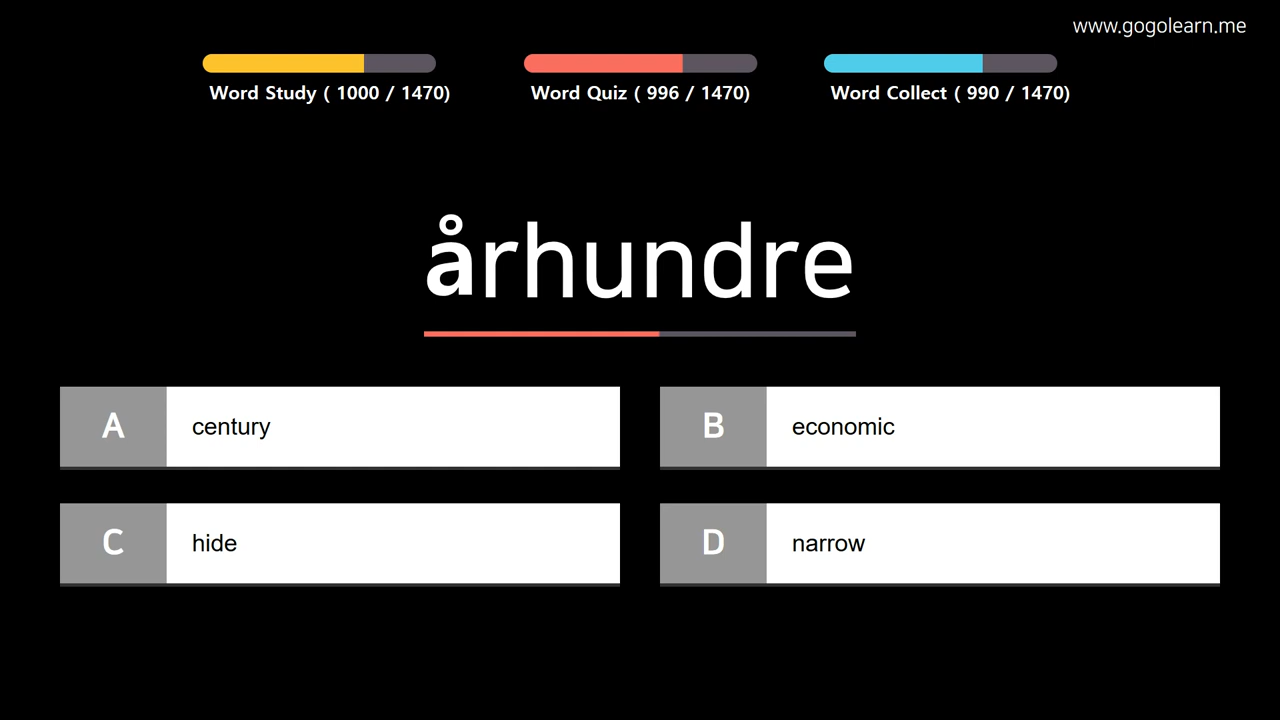 www.gogolearn.me
Word Study ( 1000 / 1470)
Word Quiz ( 996 / 1470)
Word Collect ( 990 / 1470)
århundre
A century
B economic
C hide
D narrow